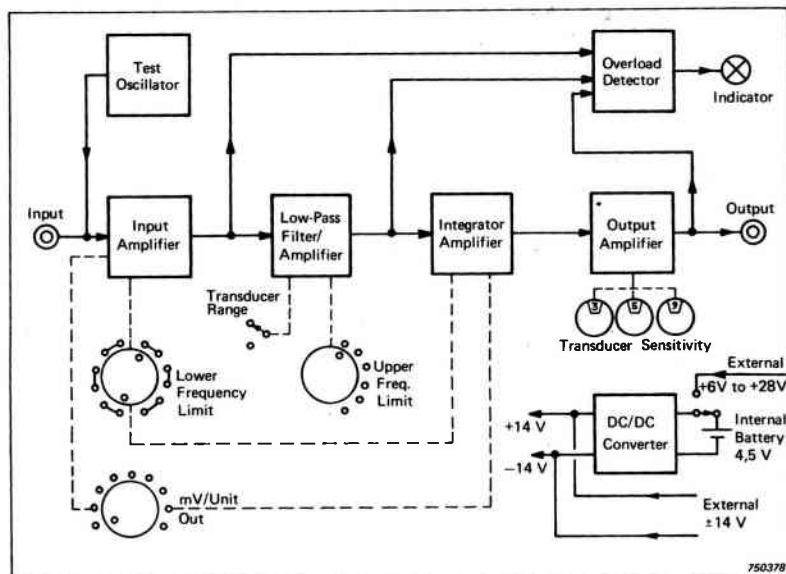 Test
Oscillator
Overload
Detector
Indicator
Input
Input
Amplifier
Low-Pass
Filter/
Amplifier
Integrator
Amplifier
Output
Amplifier
Output
Transducer
Range
3 5 9
Transducer Sensitivity
Lower
Frequency
Limit
Upper
Freq.
Limit
External
+6V to +28V
+14 V
-14 V
DC/DC
Converter
Internal
Battery
4,5 V
mV/Unit
Out
External
±14 V
750378